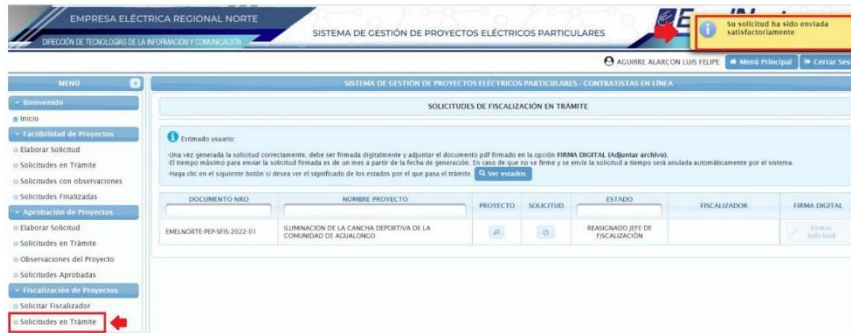 EMPRESA ELÉCTRICA REGIONAL NORTE
DIRECCIÓN DE TECNOLOGÍAS DE LA INFORMACIÓN Y COMUNICACIÓN
SISTEMA DE GESTIÓN DE PROYECTOS ELÉCTRICOS PARTICULARES
Su solicitud ha sido enviada
satisfactoriamente
AGUIRRE ALARCON LUIS FELIPE
Menú Principal
Cerrar Ses
MENÚ
Bienvenido
Inicio
Factibilidad de Proyectos
Elaborar Solicitud
Solicitudes en Trámite
Solicitudes con observaciones
Solicitudes Finalizadas
Aprobación de Proyectos
Elaborar Solicitud
Solicitudes en Trámite
Observaciones del Proyecto
Solicitudes Aprobadas
Fiscalización de Proyectos
Solicitar Fiscalizador
Solicitudes en Trámite
SISTEMA DE GESTIÓN DE PROYECTOS ELÉCTRICOS PARTICULARES - CONTRATISTAS EN LÍNEA
SOLICITUDES DE FISCALIZACIÓN EN TRÁMITE
Estimado usuario:
-Una vez generada la solicitud correctamente, debe ser firmada digitalmente y adjuntar el documento pdf firmado en la opción FIRMA DIGITAL (Adjuntar archivo).
-El tiempo máximo para enviar la solicitud firmada es de un mes a partir de la fecha de generación. En caso de que no se firme y se envíe la solicitud a tiempo será anulada automáticamente por el sistema.
-Haga clic en el siguiente botón si desea ver el significado de los estados por el que pasa el trámite. Ver estados
DOCUMENTO NRO
NOMBRE PROYECTO
PROYECTO
SOLICITUD
ESTADO
FISCALIZADOR
FIRMA DIGITAL
EMELNORTE-PEP-SFIS-2022-01
ILUMINACION DE LA CANCHA DEPORTIVA DE LA
COMUNIDAD DE AGUALONGO
REASIGNADO JEFE DE
FISCALIZACIÓN
Firmar
Solicitud